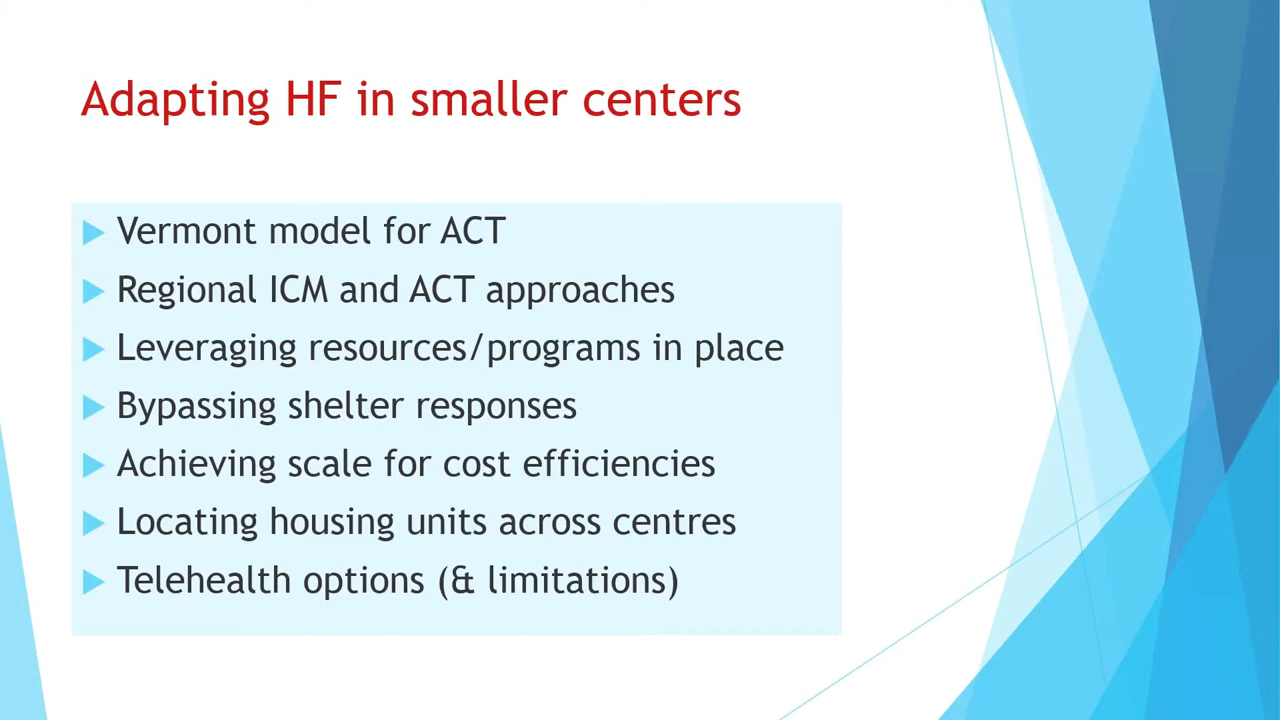 Adapting HF in smaller centers
Vermont model for ACT
Regional ICM and ACT approaches
Leveraging resources/programs in place
Bypassing shelter responses
Achieving scale for cost efficiencies
Locating housing units across centres
Telehealth options (& limitations)